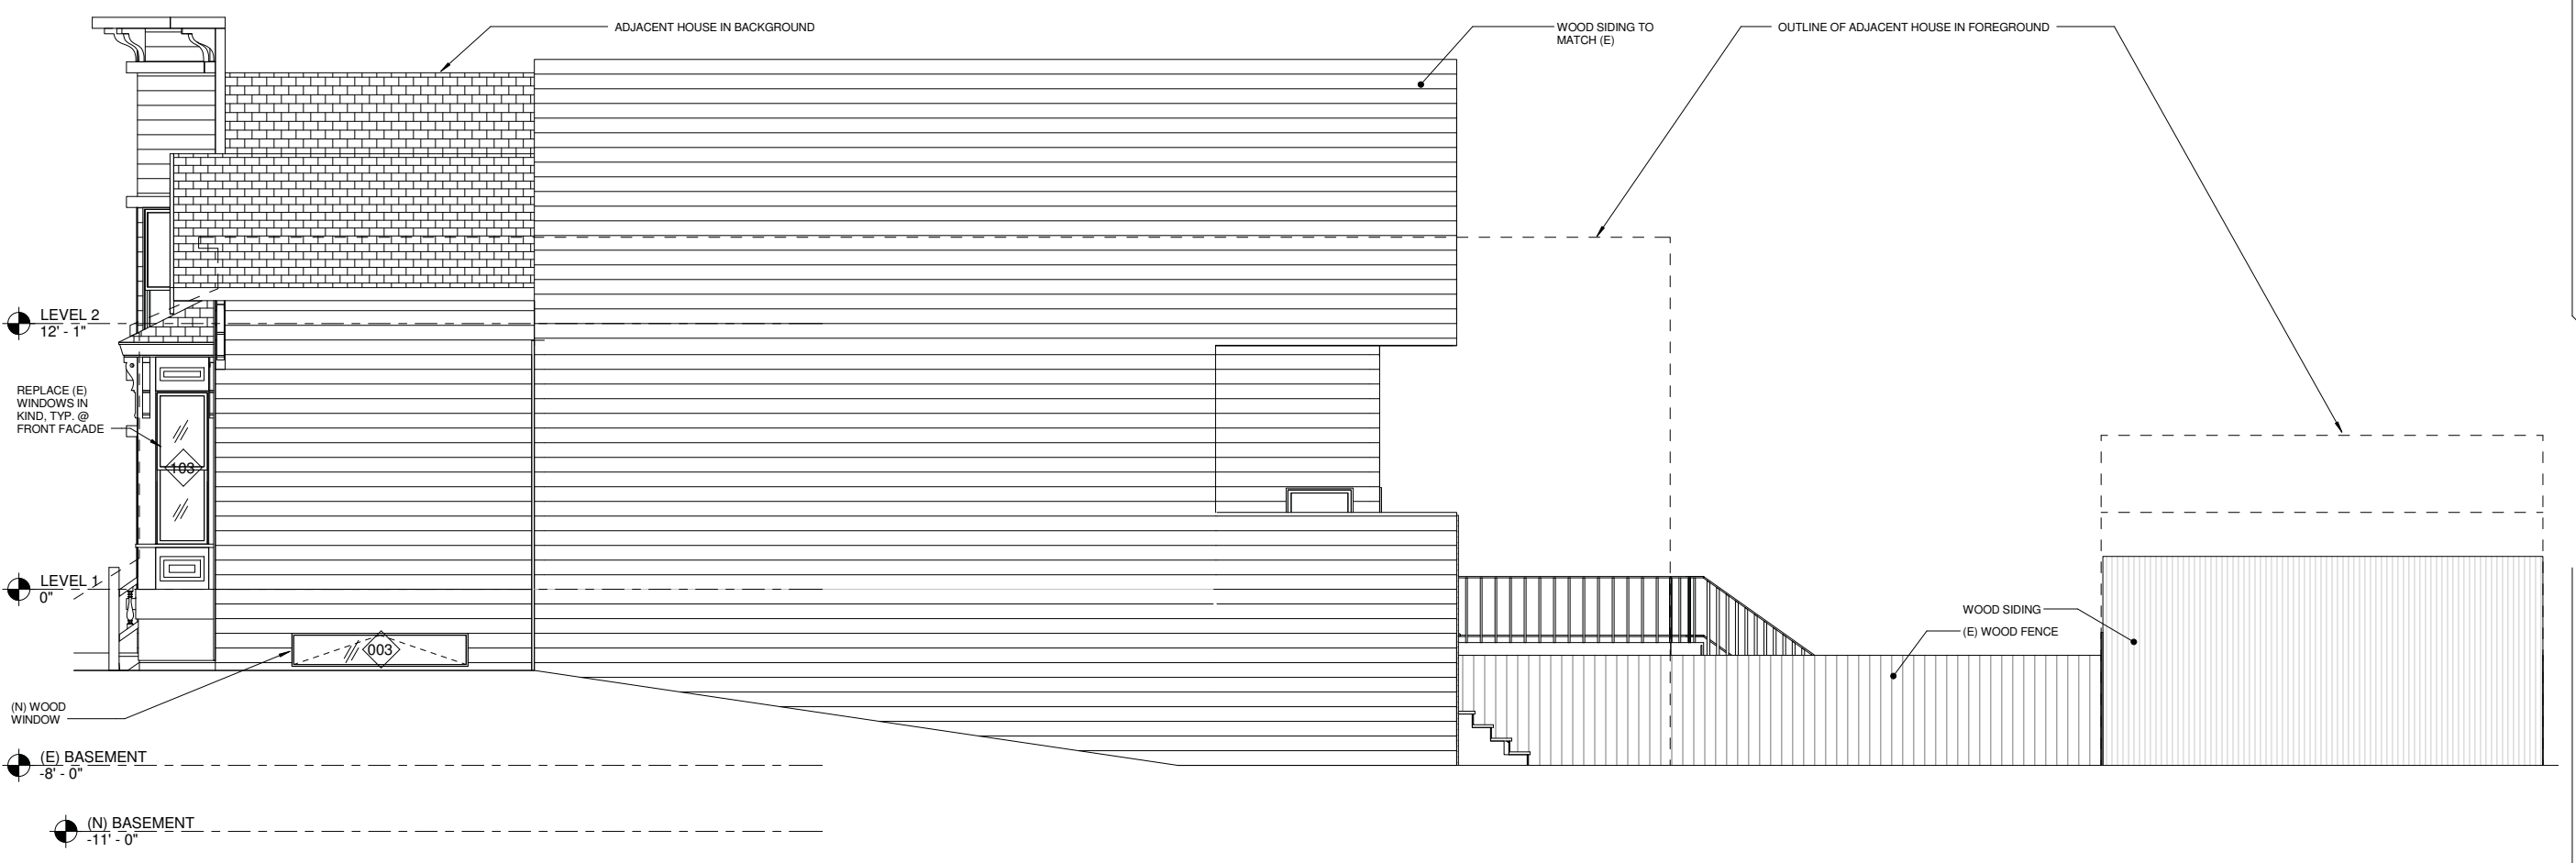 ADJACENT HOUSE IN BACKGROUND
WOOD SIDING TO
MATCH (E)
OUTLINE OF ADJACENT HOUSE IN FOREGROUND
LEVEL 2
12' - 1"
REPLACE (E)
WINDOWS IN
KIND, TYP. @
FRONT FACADE
103
LEVEL 1
0"
WOOD SIDING
(E) WOOD FENCE
003
(N) WOOD
WINDOW
(E) BASEMENT
-8' - 0"
(N) BASEMENT
-11' - 0"